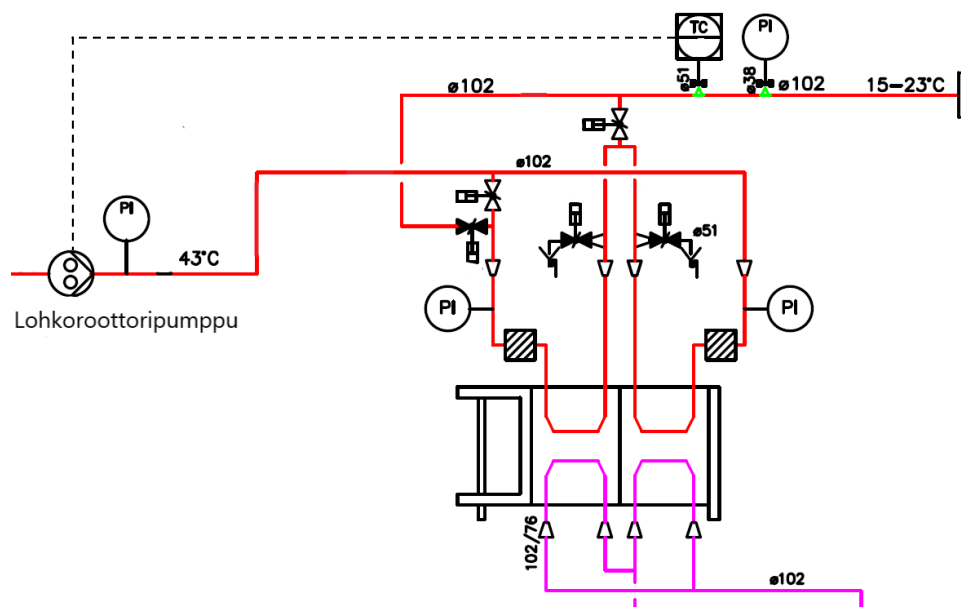 TC
PI
ø51
ø38
ø102
ø102
15-23°C
ø102
PI
ø51
43°C
Lohkoroottoripumppu
PI
PI
102/76
ø102